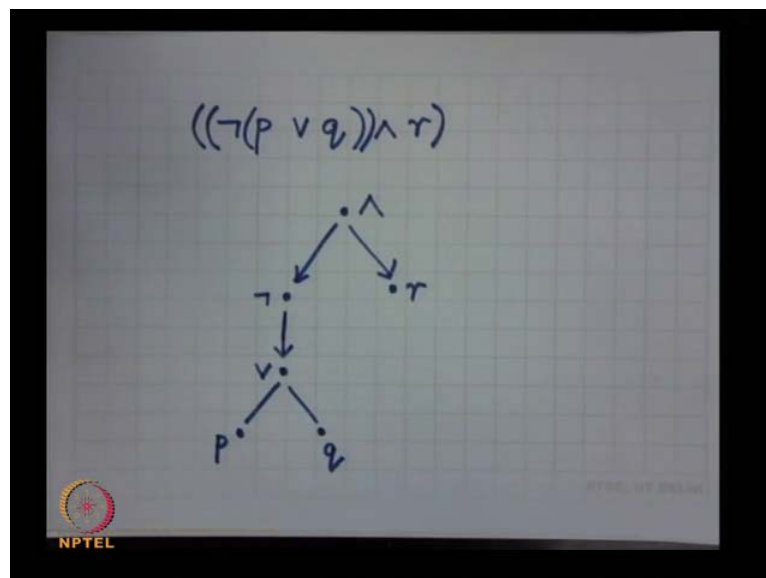 ((¬(p ∨ q))∧ r)
∧
¬ r
∨
p q
NPTEL